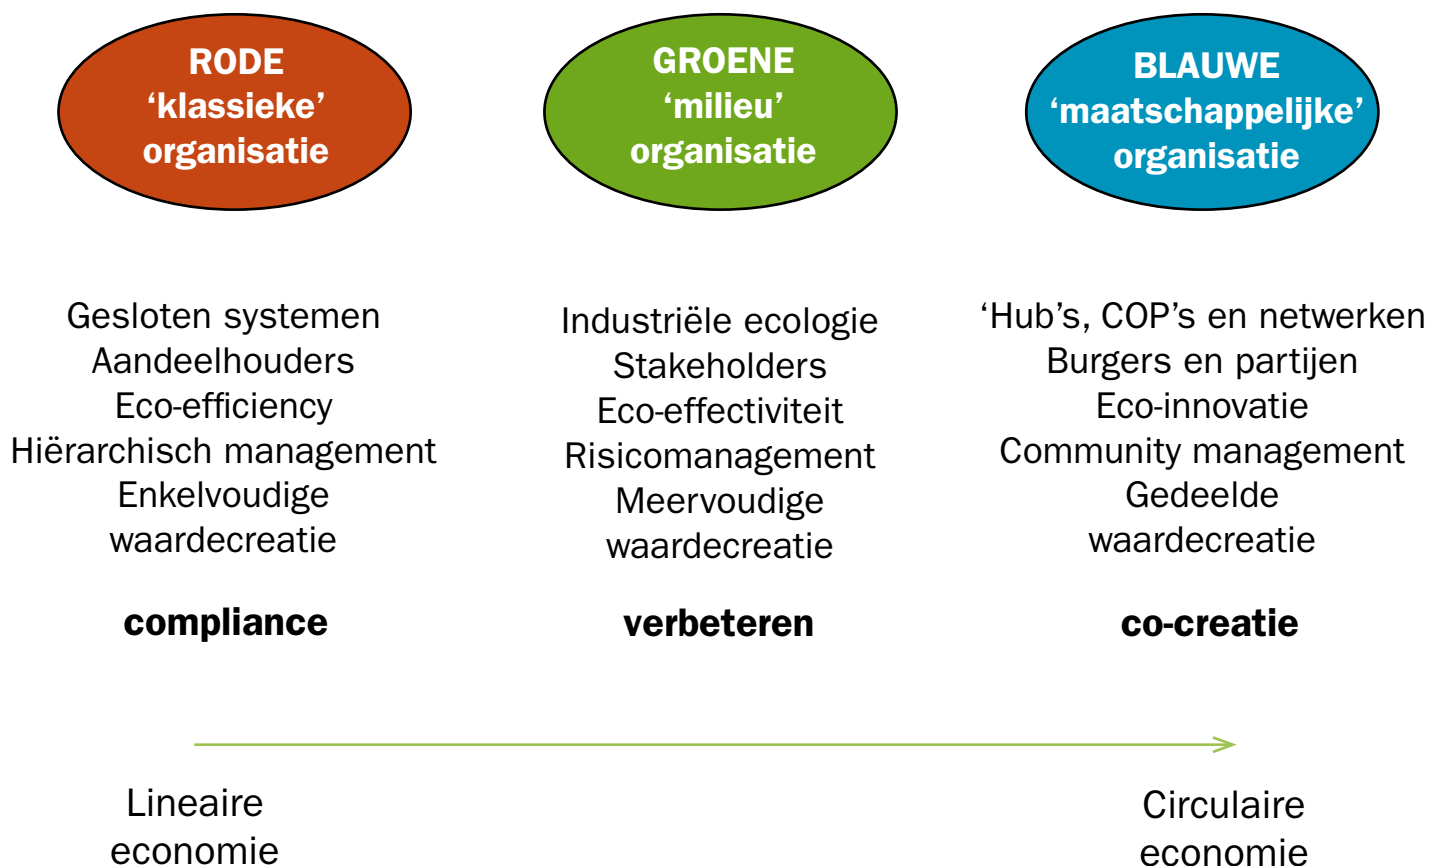 RODE
‘klassieke’
organisatie
GROENE
‘milieu’
organisatie
BLAUWE
‘maatschappelijke’
organisatie
Gesloten systemen
Aandeelhouders
Eco-efficiency
Hiërarchisch management
Enkelvoudige
waardecreatie
compliance
Industriële ecologie
Stakeholders
Eco-effectiviteit
Risicomanagement
Meervoudige
waardecreatie
verbeteren
‘Hub’s, COP’s en netwerken
Burgers en partijen
Eco-innovatie
Community management
Gedeelde
waardecreatie
co-creatie
Lineaire
economie
Circulaire
economie